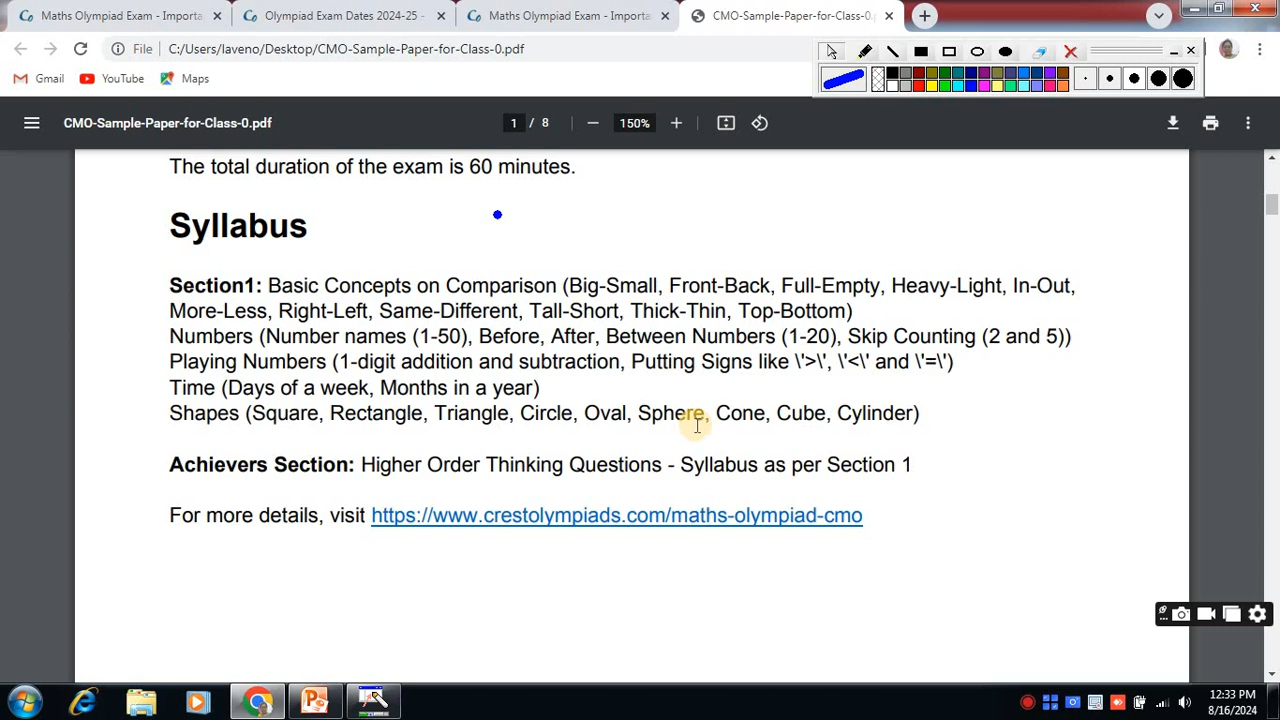 Maths Olympiad Exam - Importa
Olympiad Exam Dates 2024-25 -
Maths Olympiad Exam - Importa
CMO-Sample-Paper-for-Class-0.
File
C:/Users/laveno/Desktop/CMO-Sample-Paper-for-Class-0.pdf
Gmail
YouTube
Maps
CMO-Sample-Paper-for-Class-0.pdf
1 / 8
150%
The total duration of the exam is 60 minutes.
Syllabus
Section1: Basic Concepts on Comparison (Big-Small, Front-Back, Full-Empty, Heavy-Light, In-Out,
More-Less, Right-Left, Same-Different, Tall-Short, Thick-Thin, Top-Bottom)
Numbers (Number names (1-50), Before, After, Between Numbers (1-20), Skip Counting (2 and 5))
Playing Numbers (1-digit addition and subtraction, Putting Signs like \'>\', \'<\' and \'=\')
Time (Days of a week, Months in a year)
Shapes (Square, Rectangle, Triangle, Circle, Oval, Sphere, Cone, Cube, Cylinder)
Achievers Section: Higher Order Thinking Questions - Syllabus as per Section 1
For more details, visit https://www.crestolympiads.com/maths-olympiad-cmo
12:33 PM
8/16/2024